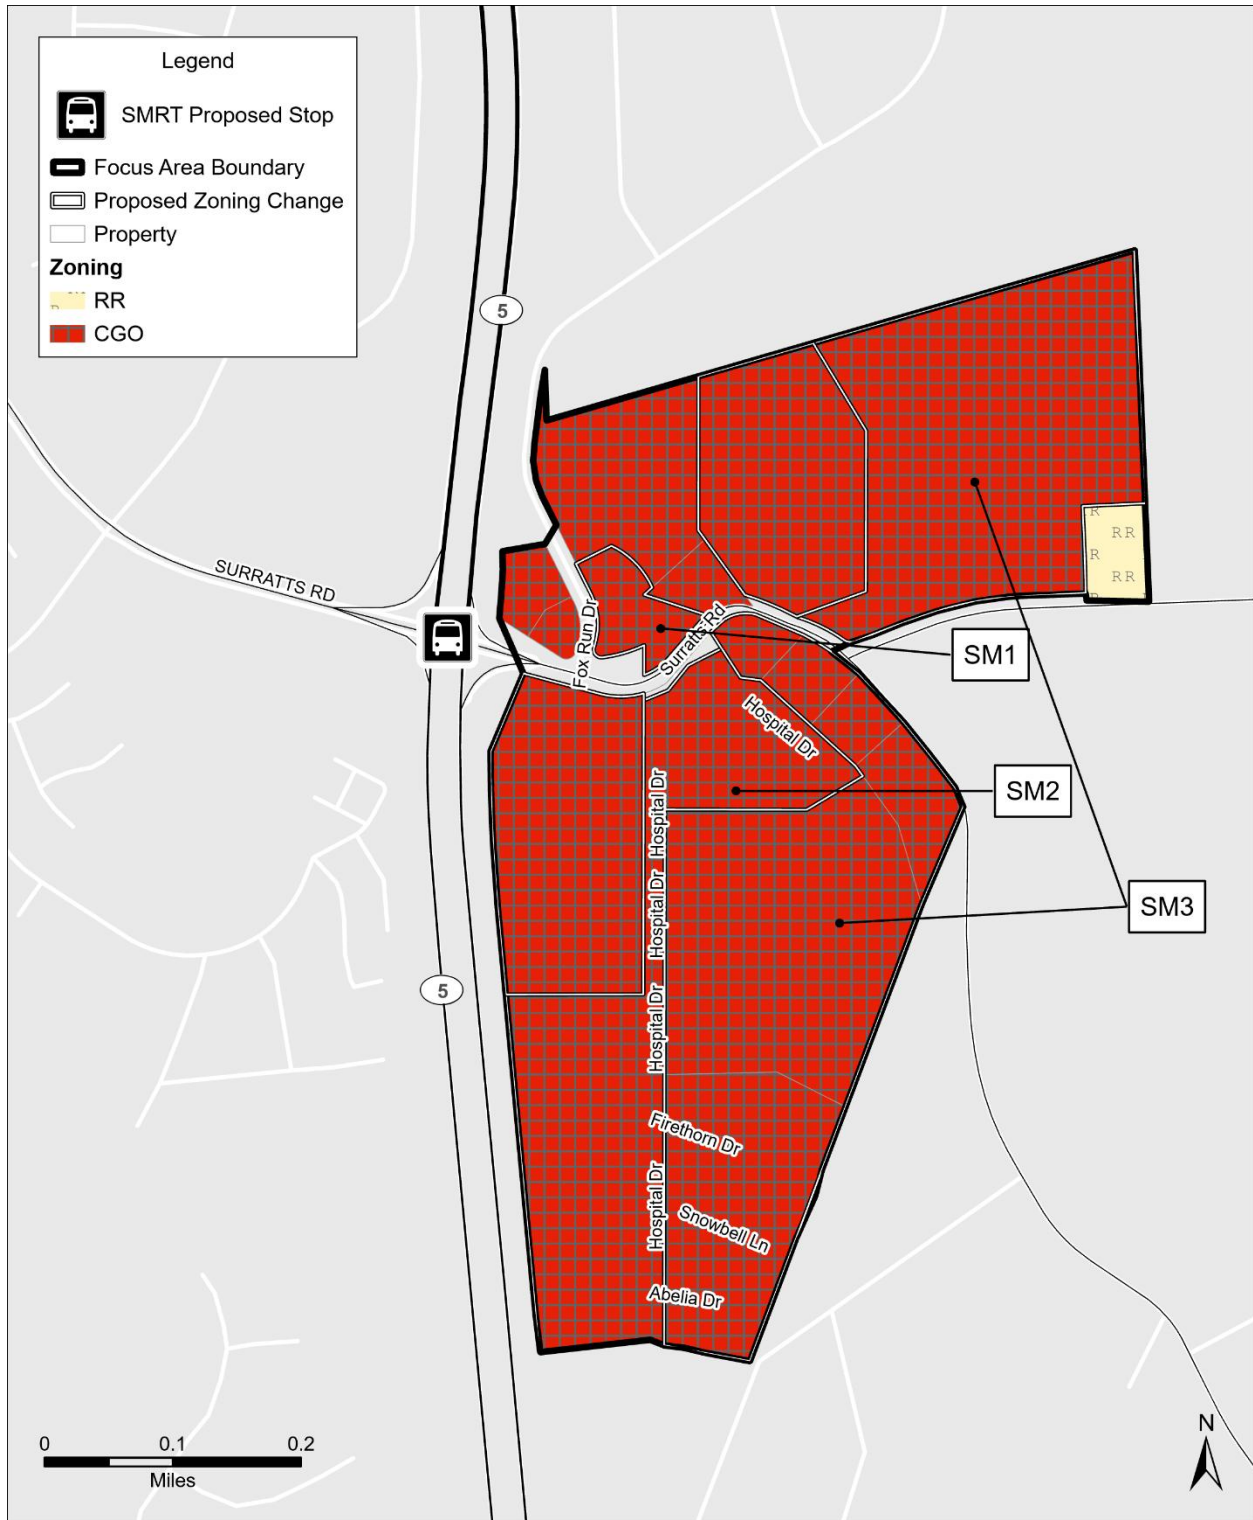 Legend
SMRT Proposed Stop
Focus Area Boundary
Proposed Zoning Change
Property
Zoning
RR
CGO
5
SURRATTS RD
Fox Run Dr
Surratts Rd
R
RR
R
RR
R
SM1
Hospital Dr
SM2
Hospital Dr
Hospital Dr
SM3
5
Hospital Dr
Firethorn Dr
Hospital Dr
Snowbell Ln
Abelia Dr
N
0 0.1 0.2
Miles